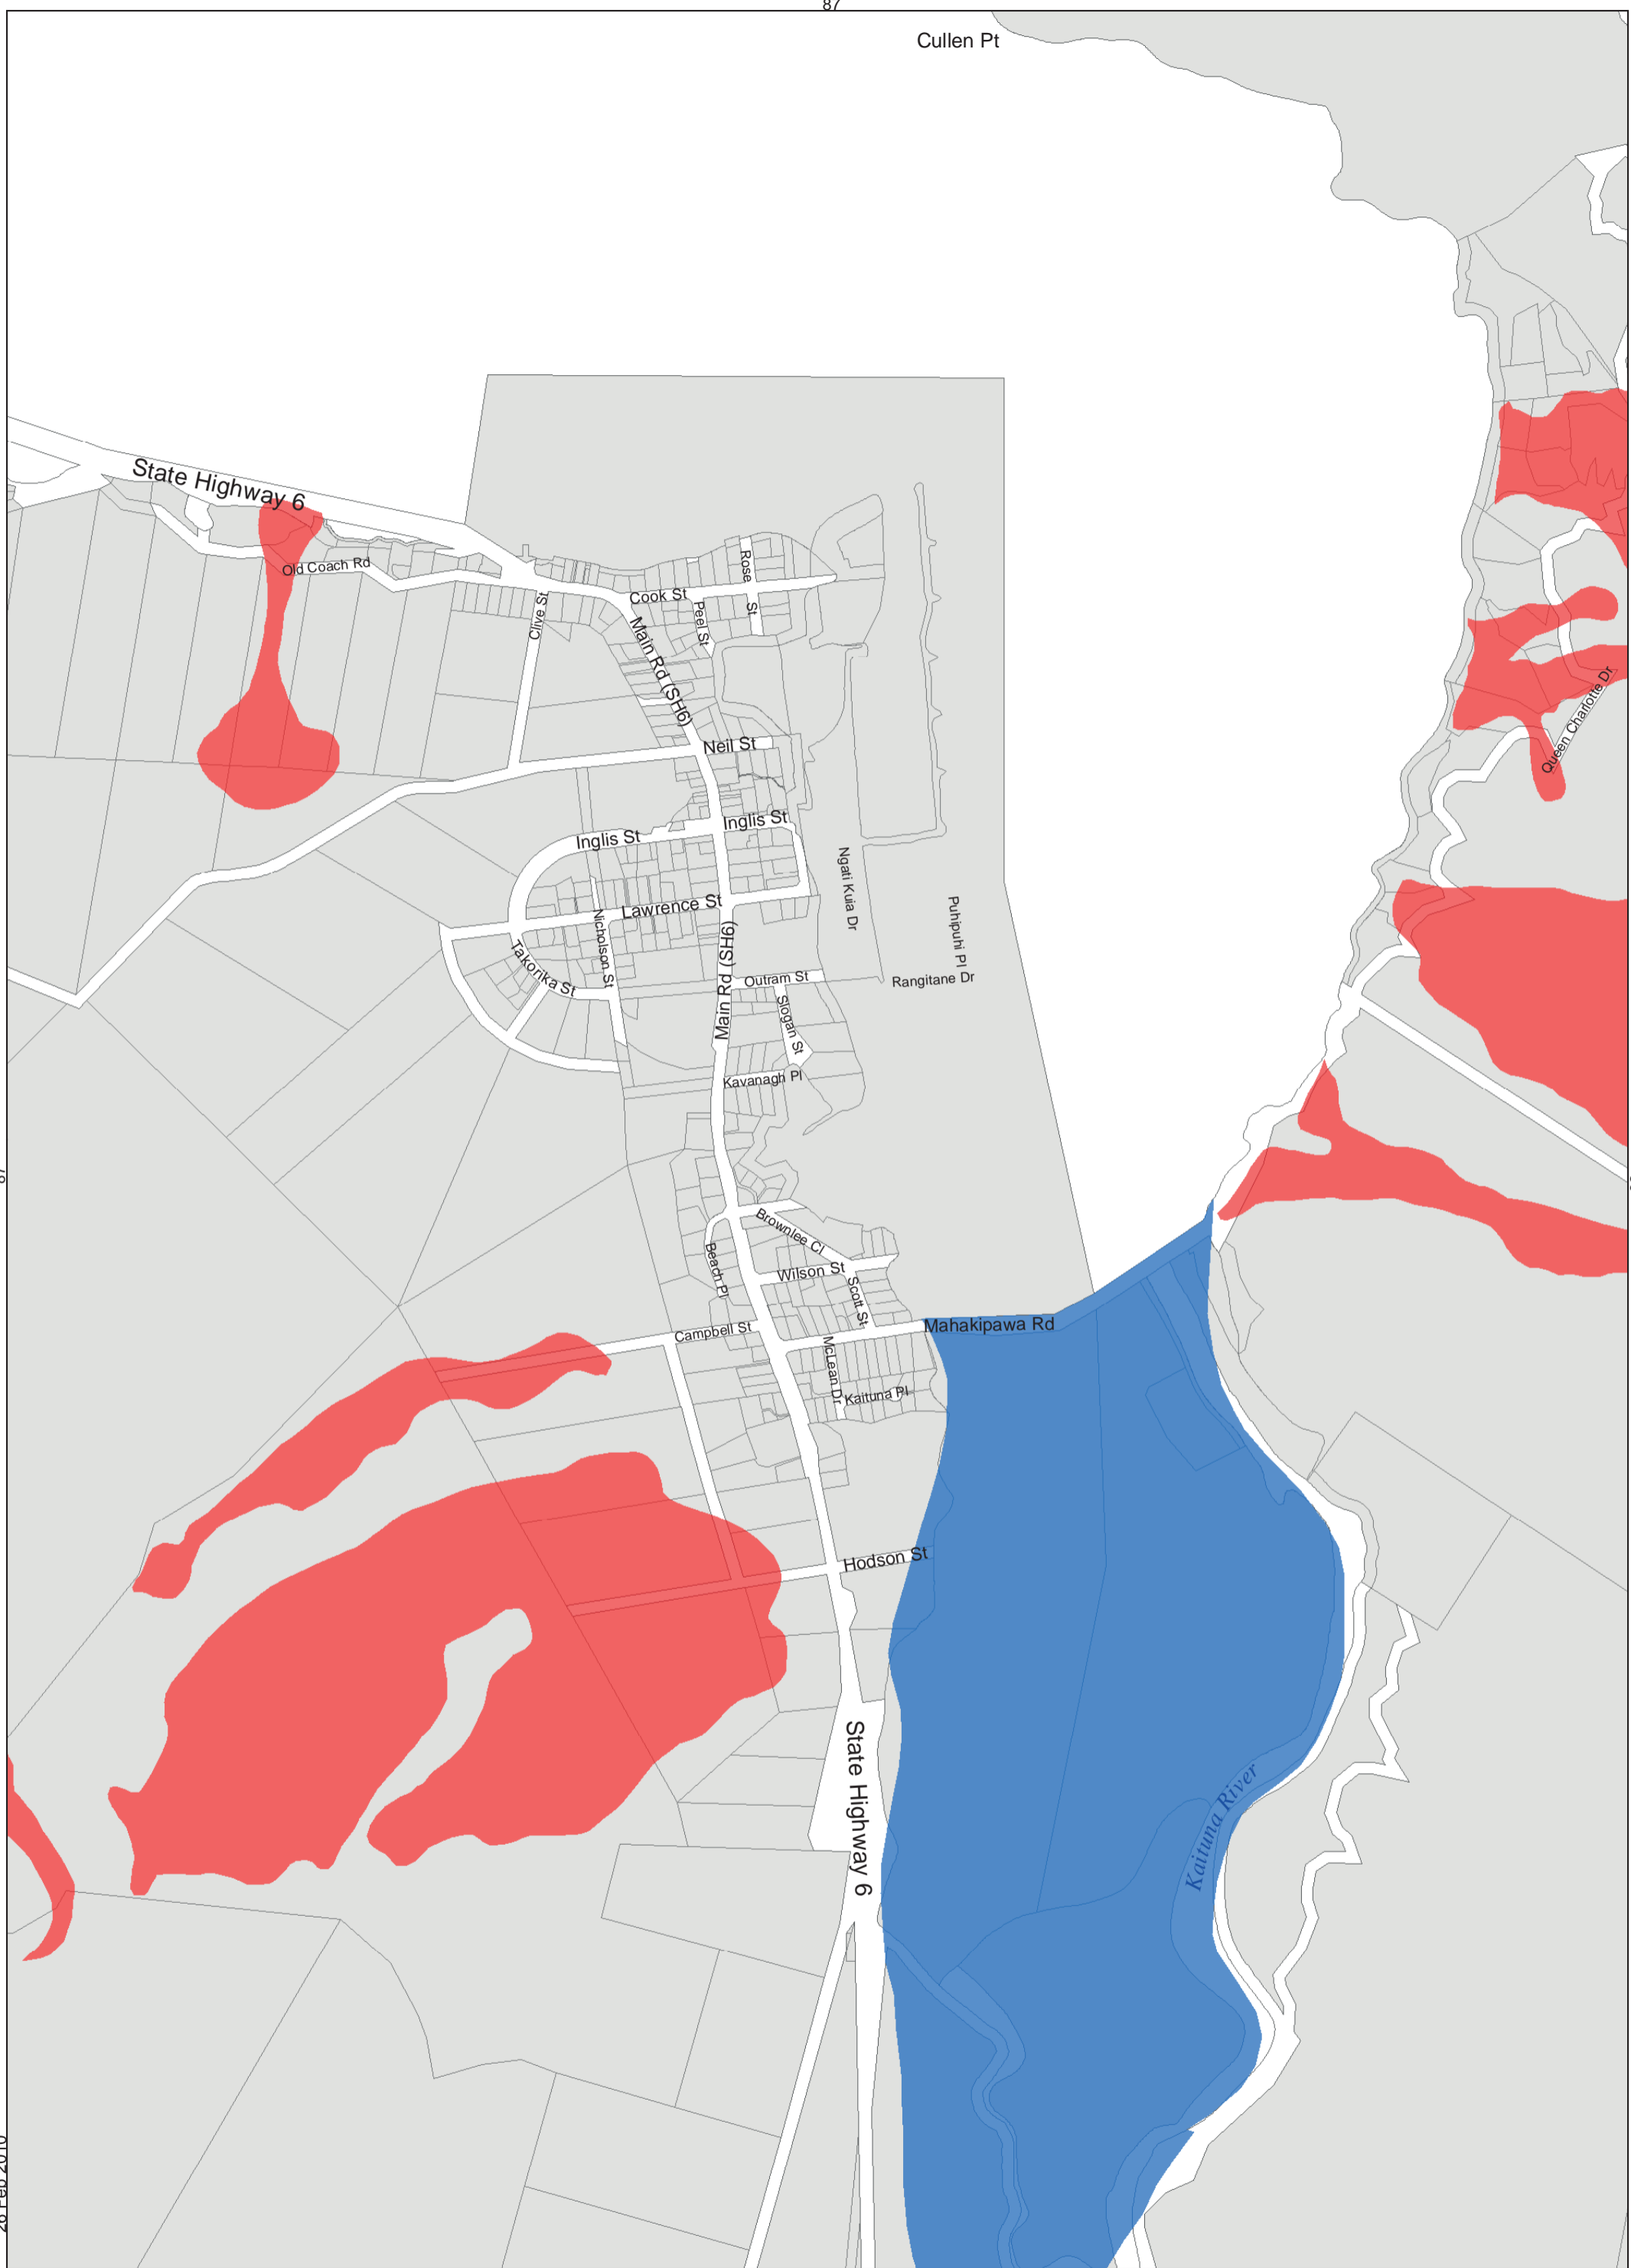 87
Cullen Pt
State Highway 6
Old Coach Rd
Rose St
Cook St
Peel St
Clive St
Main Rd (SH6)
Queen Charlotte Dr
Neil St
Inglis St
Inglis St
Ngati Kuia Dr
Lawrence St
Nicholson St
Puhipuhi Pl
Takorika St
Main Rd (SH6)
Outram St
Rangitane Dr
Slogan St
Kavanagh Pl
Brownlee Cl
Beach Pl
Wilson St
Scott St
Campbell St
Mahakipawa Rd
McLean Dr
Kaituna Pl
Hodson St
State Highway 6
Kaituna River
26 Feb 2010